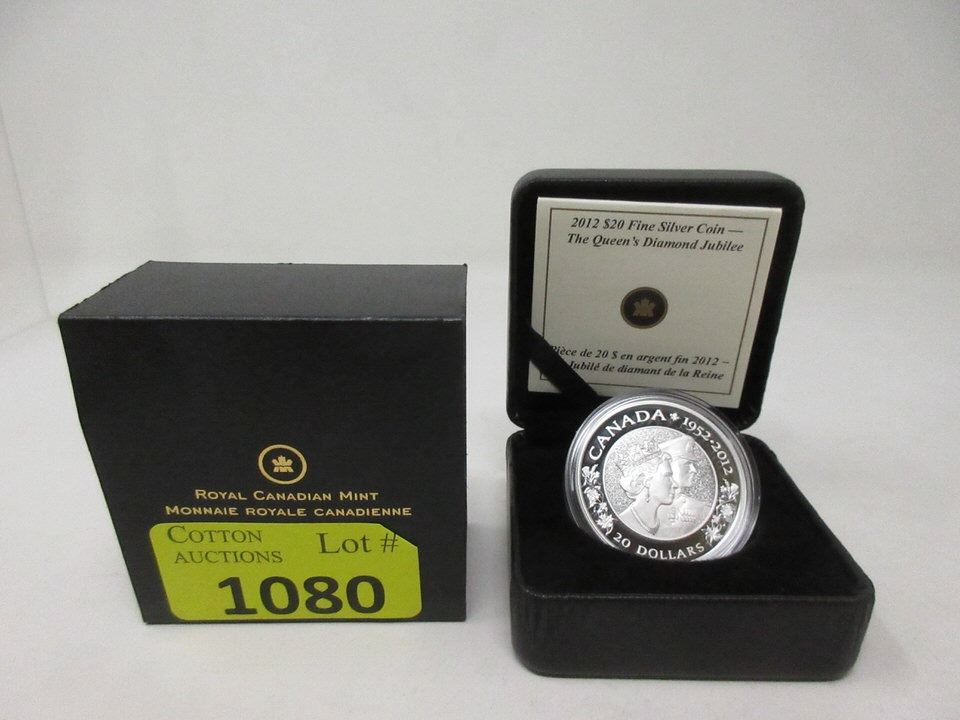 ROYAL CANADIAN MINT
MONNAIE ROYALE CANADIENNE
COTTON
AUCTIONS
Lot #
1080
2012 $20 Fine Silver Coin —
The Queen's Diamond Jubilee
Pièce de 20 $ en argent fin 2012 –
Jubilé de diamant de la Reine
CANADA 1952-2012
20 DOLLARS